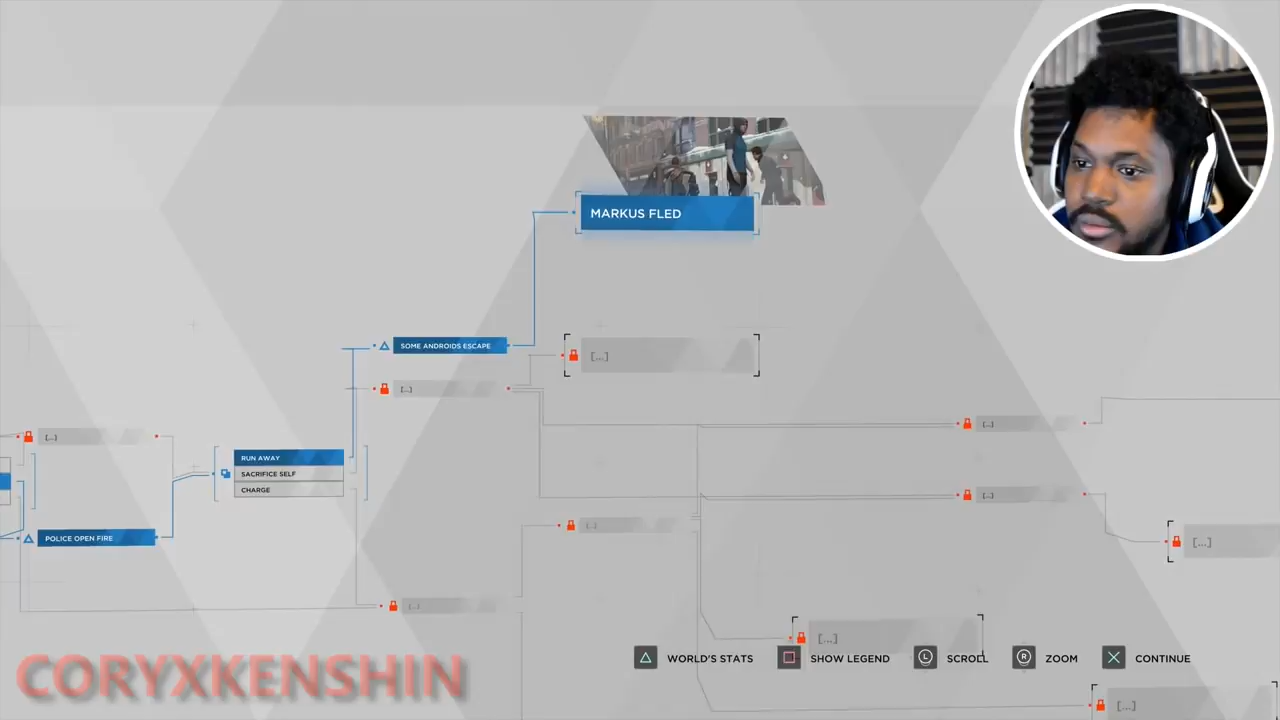 MARKUS FLED
SOME ANDROIDS ESCAPE
[...]
[...]
[...]
[...]
RUN AWAY
SACRIFICE SELF
CHARGE
[...]
[...]
POLICE OPEN FIRE
[...]
[...]
[...]
[...]
WORLD'S STATS
SHOW LEGEND
L
SCROLL
R
ZOOM
CONTINUE
CORYXKENSHIN
[...]